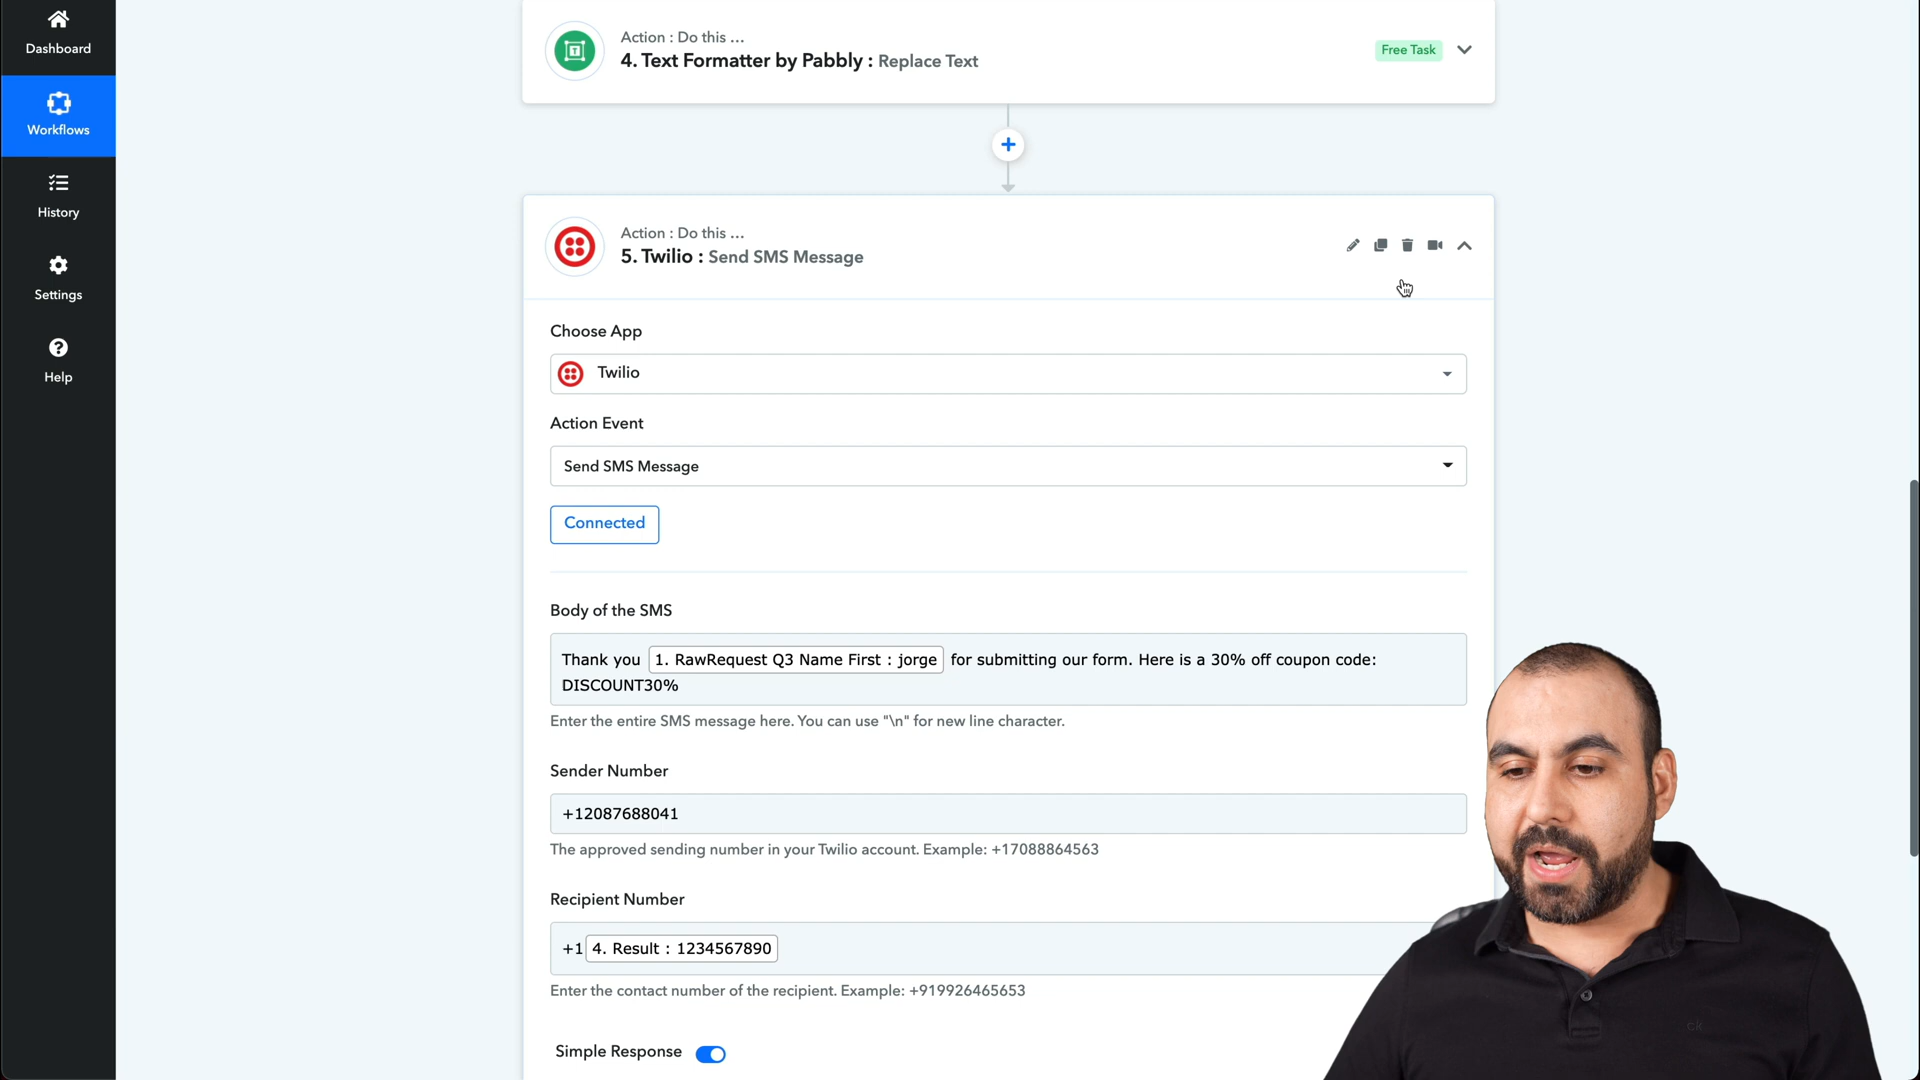 Dashboard
Workflows
History
Settings
Help
Action : Do this ...
4. Text Formatter by Pabbly : Replace Text
Free Task
Action : Do this ...
5. Twilio : Send SMS Message
Choose App
Twilio
Action Event
Send SMS Message
Connected
Body of the SMS
Thank you 1. RawRequest Q3 Name First : jorge for submitting our form. Here is a 30% off coupon code:
DISCOUNT30%
Enter the entire SMS message here. You can use "\n" for new line character.
Sender Number
+12087688041
The approved sending number in your Twilio account. Example: +17088864563
Recipient Number
+1 4. Result : 1234567890
Enter the contact number of the recipient. Example: +919926465653
Simple Response